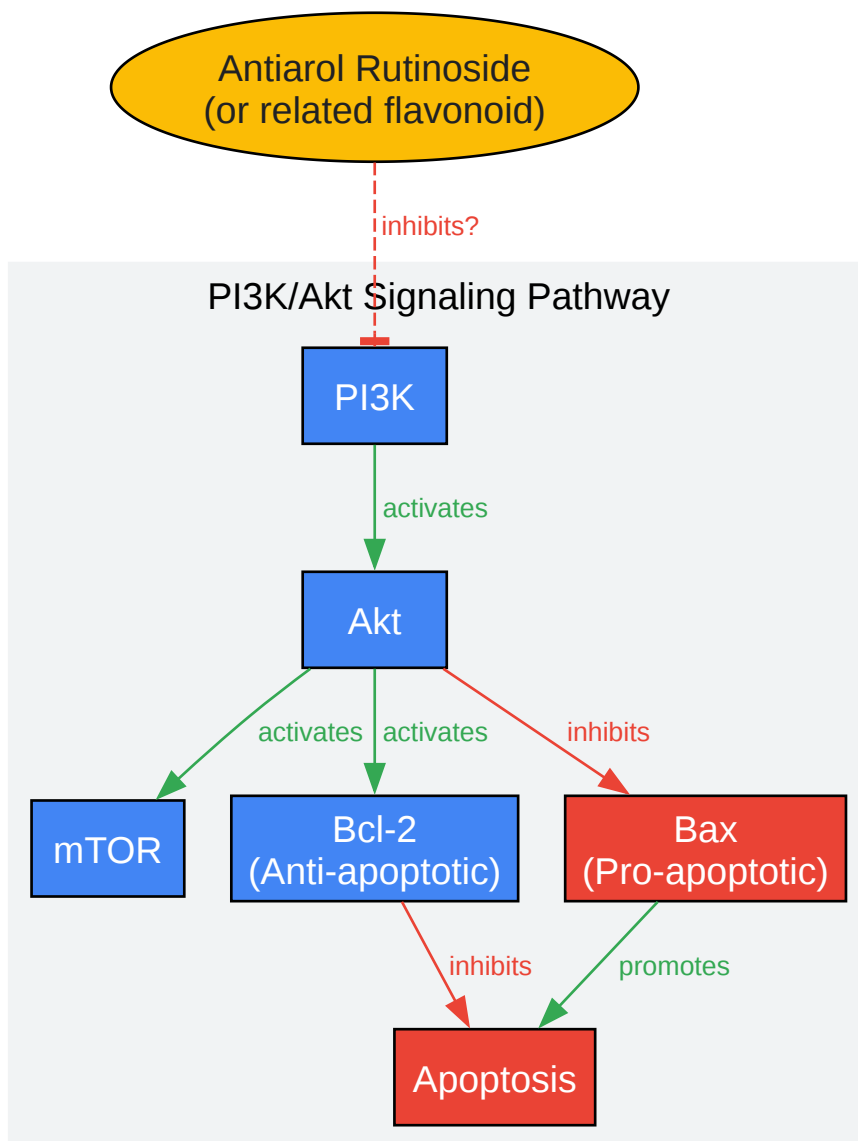 Antiarol Rutinoside
(or related flavonoid)
inhibits?
PI3K/Akt Signaling Pathway
PI3K
activates
Akt
activates
activates
inhibits
mTOR
Bcl-2
(Anti-apoptotic)
Bax
(Pro-apoptotic)
inhibits
promotes
Apoptosis